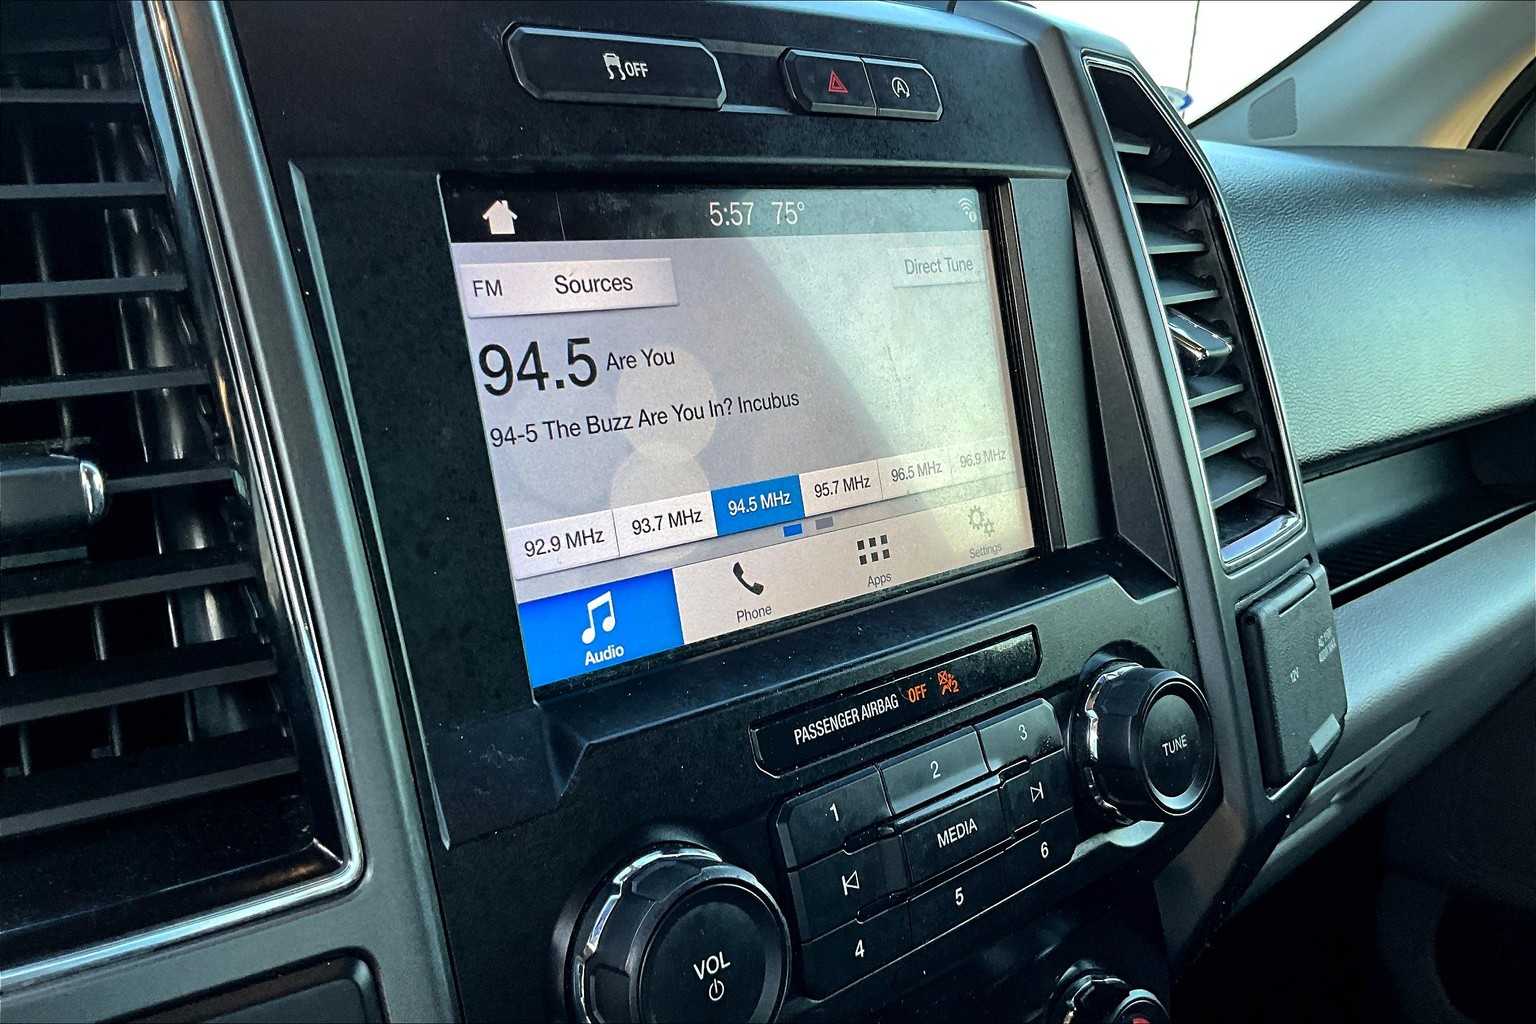 OFF
5:57 75°
FM Sources Direct Tune
94.5 Are You
94-5 The Buzz Are You In? Incubus
92.9 MHz 93.7 MHz 94.5 MHz 95.7 MHz 96.5 MHz 96.9 MHz
Audio Phone Apps Settings
PASSENGER AIRBAG OFF 2
1 2 3
MEDIA
4 5 6
VOL
TUNE
12V